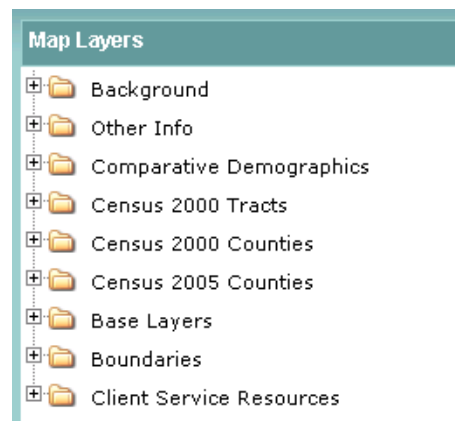 Map Layers
Background
Other Info
Comparative Demographics
Census 2000 Tracts
Census 2000 Counties
Census 2005 Counties
Base Layers
Boundaries
Client Service Resources